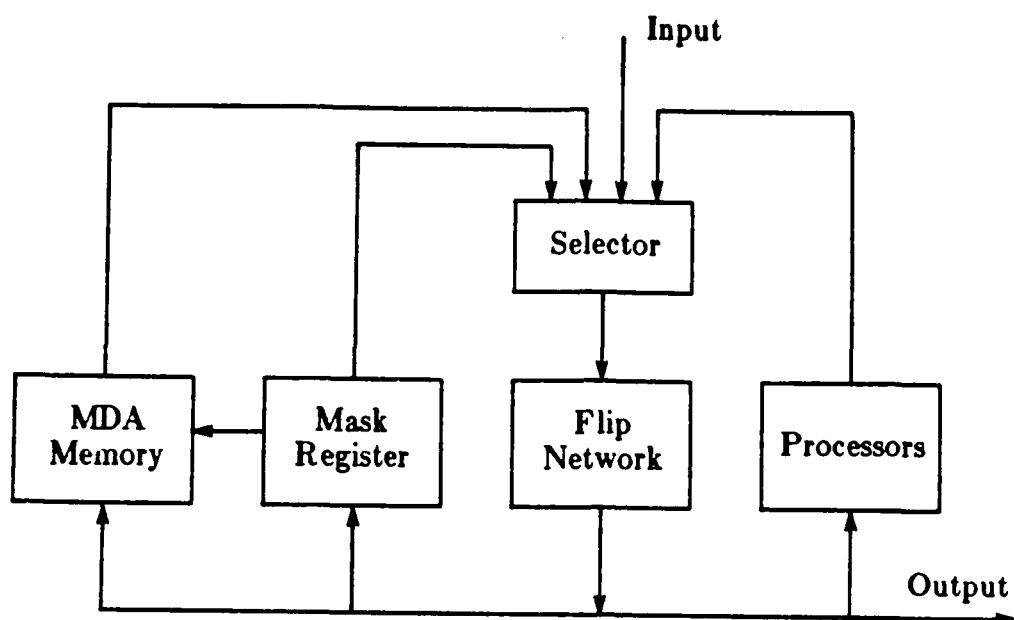 Input
Selector
MDA
Memory
Mask
Register
Flip
Network
Processors
Output